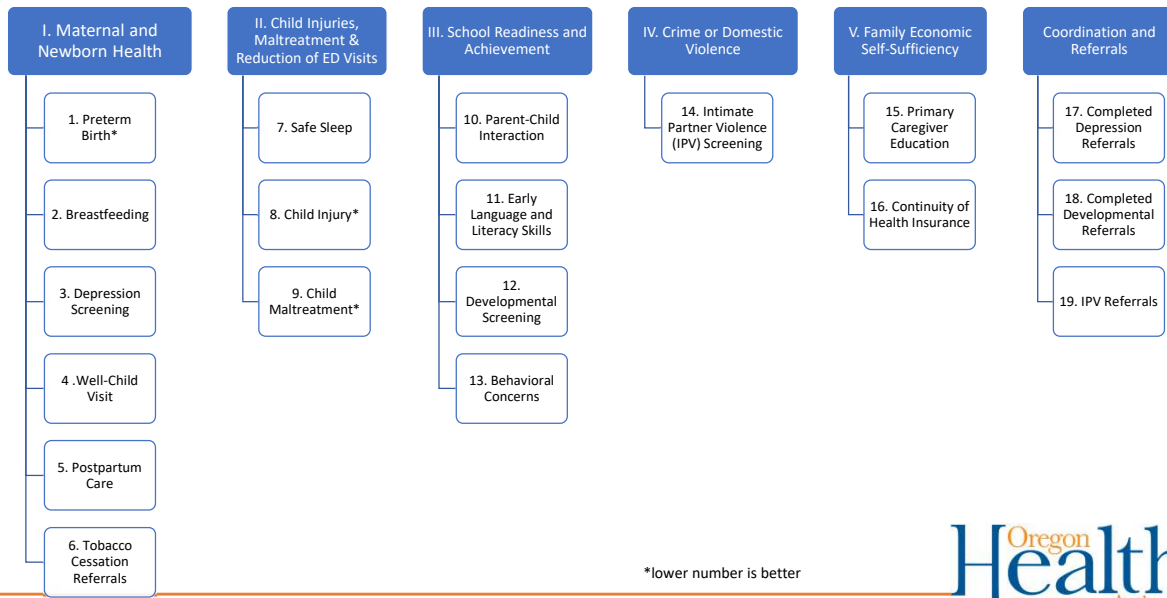 I. Maternal and
Newborn Health
1. Preterm
Birth*
2. Breastfeeding
3. Depression
Screening
4 .Well-Child
Visit
5. Postpartum
Care
6. Tobacco
Cessation
Referrals
II. Child Injuries,
Maltreatment &
Reduction of ED Visits
7. Safe Sleep
8. Child Injury*
9. Child
Maltreatment*
III. School Readiness and
Achievement
10. Parent-Child
Interaction
11. Early
Language and
Literacy Skills
12.
Developmental
Screening
13. Behavioral
Concerns
IV. Crime or Domestic
Violence
14. Intimate
Partner Violence
(IPV) Screening
V. Family Economic
Self-Sufficiency
15. Primary
Caregiver
Education
16. Continuity of
Health Insurance
Coordination and
Referrals
17. Completed
Depression
Referrals
18. Completed
Developmental
Referrals
19. IPV Referrals
*lower number is better
Oregon
Health